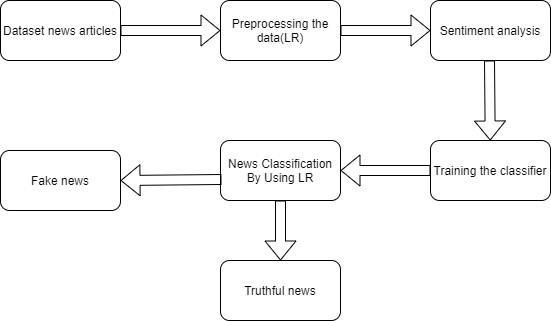 Dataset news articles
Preprocessing the
data(LR)
Sentiment analysis
Training the classifier
News Classification
By Using LR
Fake news
Truthful news